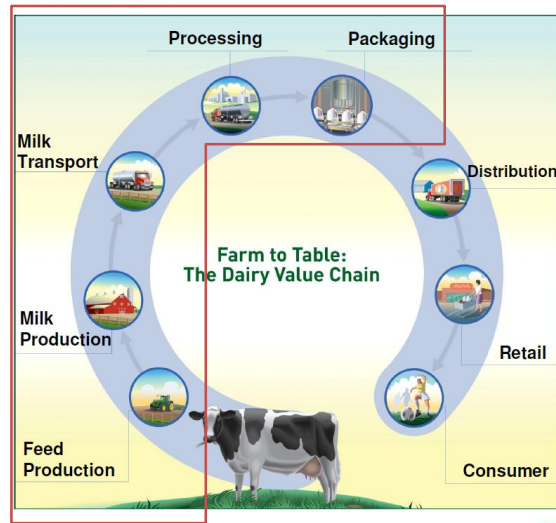 Processing
Packaging
Milk
Transport
Distribution
Farm to Table:
The Dairy Value Chain
Milk
Production
Retail
Feed
Production
Consumer